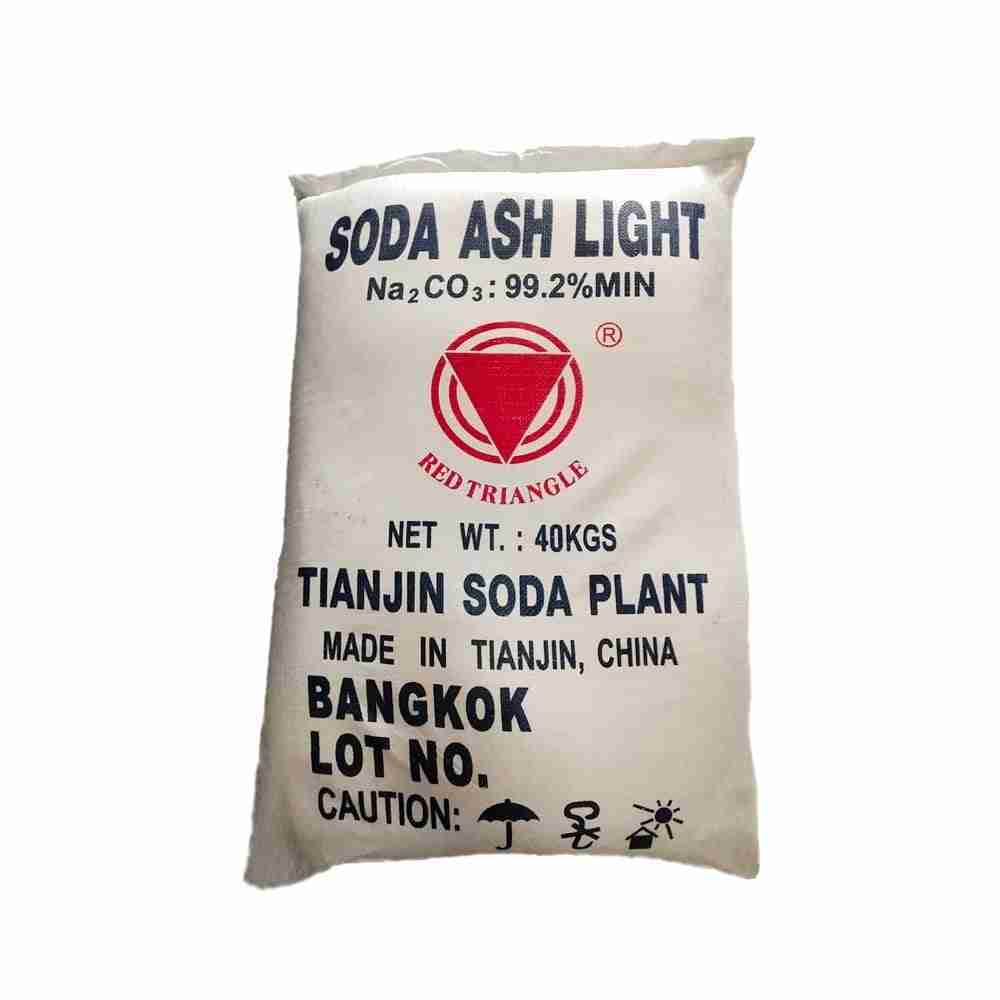 SODA ASH LIGHT
Na₂CO₃: 99.2%MIN
®
RED TRIANGLE
NET WT. : 40KGS
TIANJIN SODA PLANT
MADE IN TIANJIN, CHINA
BANGKOK
LOT NO.
CAUTION: